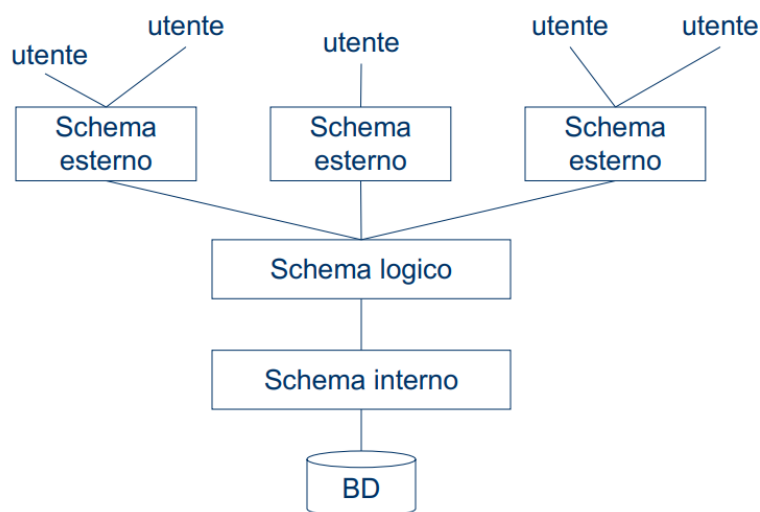 utente
utente
utente
utente
utente
Schema
esterno
Schema
esterno
Schema
esterno
Schema logico
Schema interno
BD